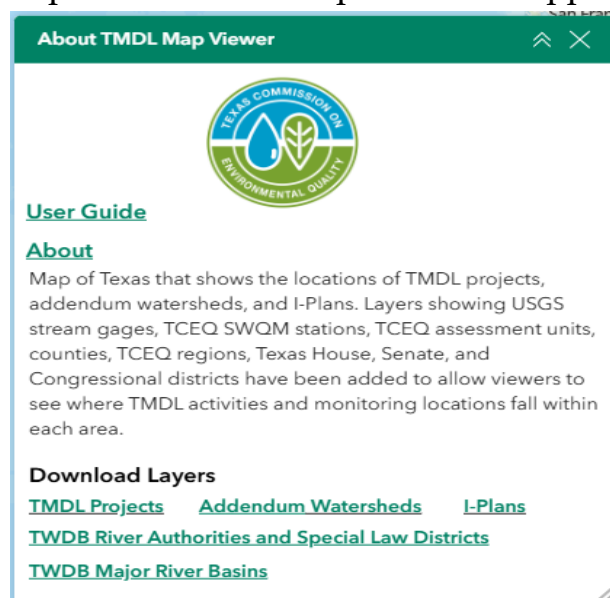 San Fran
About TMDL Map Viewer
TEXAS COMMISSION ON
ENVIRONMENTAL QUALITY
User Guide
About
Map of Texas that shows the locations of TMDL projects,
addendum watersheds, and I-Plans. Layers showing USGS
stream gages, TCEQ SWQM stations, TCEQ assessment units,
counties, TCEQ regions, Texas House, Senate, and
Congressional districts have been added to allow viewers to
see where TMDL activities and monitoring locations fall within
each area.
Download Layers
TMDL Projects Addendum Watersheds I-Plans
TWDB River Authorities and Special Law Districts
TWDB Major River Basins